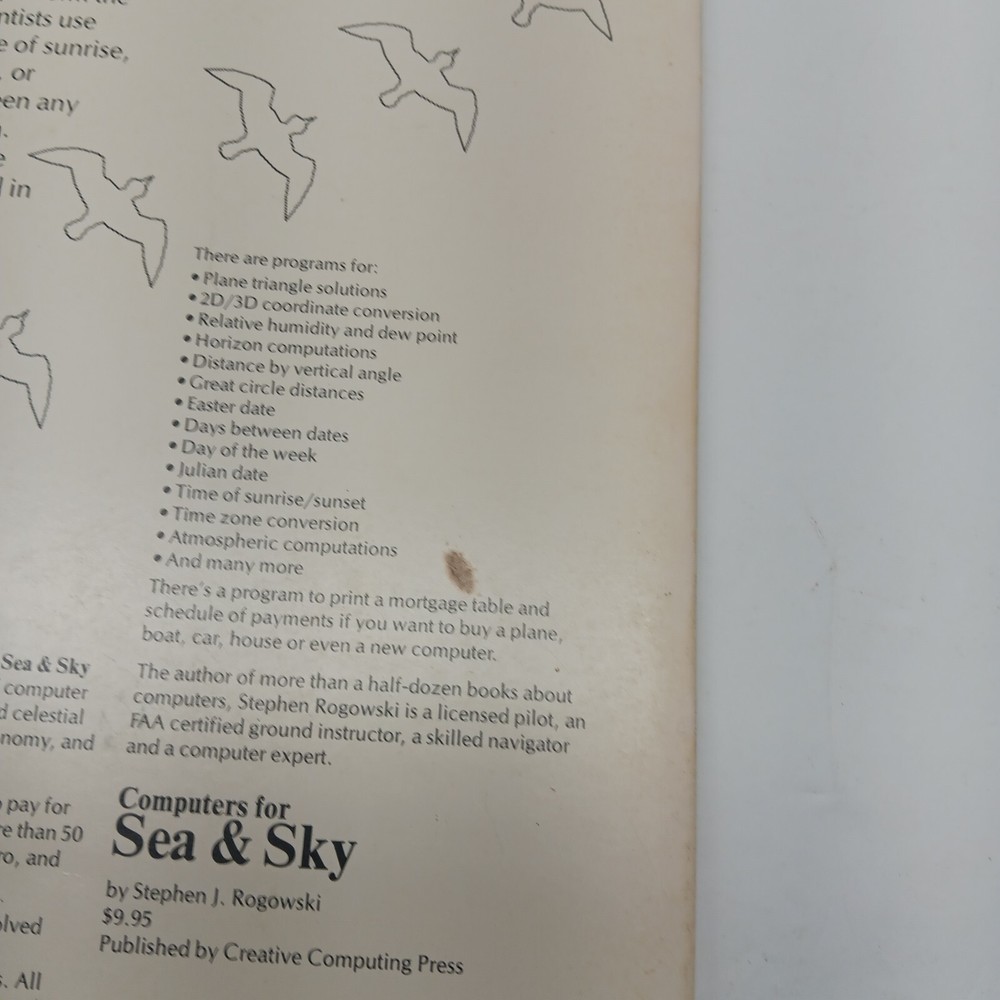 ntists use
e of sunrise,
, or
een any
e
l in
There are programs for:
• Plane triangle solutions
• 2D/3D coordinate conversion
• Relative humidity and dew point
• Horizon computations
• Distance by vertical angle
• Great circle distances
• Easter date
• Days between dates
• Day of the week
• Julian date
• Time of sunrise/sunset
• Time zone conversion
• Atmospheric computations
• And many more
There's a program to print a mortgage table and
schedule of payments if you want to buy a plane,
boat, car, house or even a new computer.
The author of more than a half-dozen books about
computers, Stephen Rogowski is a licensed pilot, an
FAA certified ground instructor, a skilled navigator
and a computer expert.
Sea & Sky
computer
d celestial
nomy, and
pay for
re than 50
ro, and
olved
s. All
Computers for
Sea & Sky
by Stephen J. Rogowski
$9.95
Published by Creative Computing Press